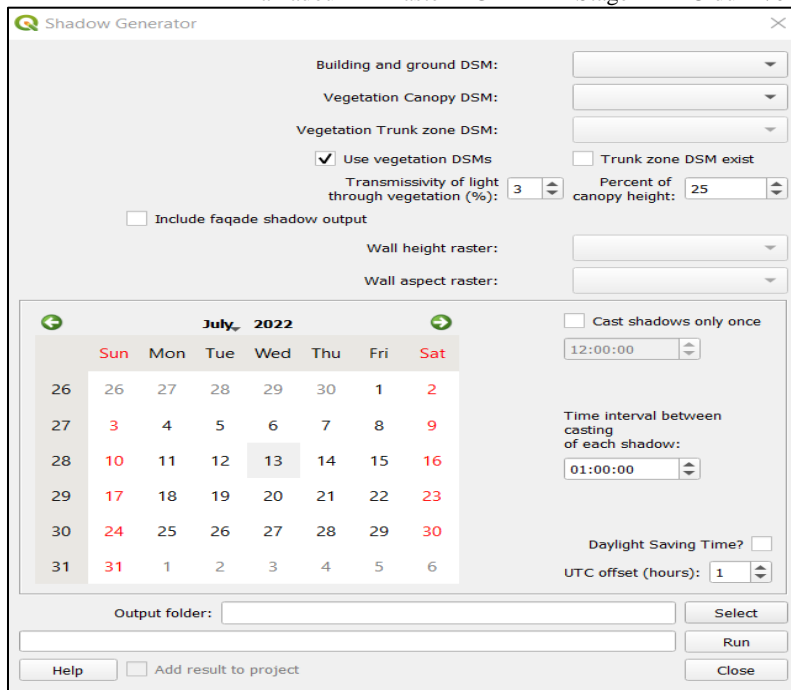 Shadow Generator
Building and ground DSM:
Vegetation Canopy DSM:
Vegetation Trunk zone DSM:
Use vegetation DSMs
Trunk zone DSM exist
Transmissivity of light
through vegetation (%): 3
Percent of
canopy height: 25
Include façade shadow output
Wall height raster:
Wall aspect raster:
July, 2022
Sun Mon Tue Wed Thu Fri Sat
26 26 27 28 29 30 1 2
27 3 4 5 6 7 8 9
28 10 11 12 13 14 15 16
29 17 18 19 20 21 22 23
30 24 25 26 27 28 29 30
31 31 1 2 3 4 5 6
Cast shadows only once
12:00:00
Time interval between
casting
of each shadow:
01:00:00
Daylight Saving Time?
UTC offset (hours): 1
Output folder:
Select
Run
Help
Add result to project
Close